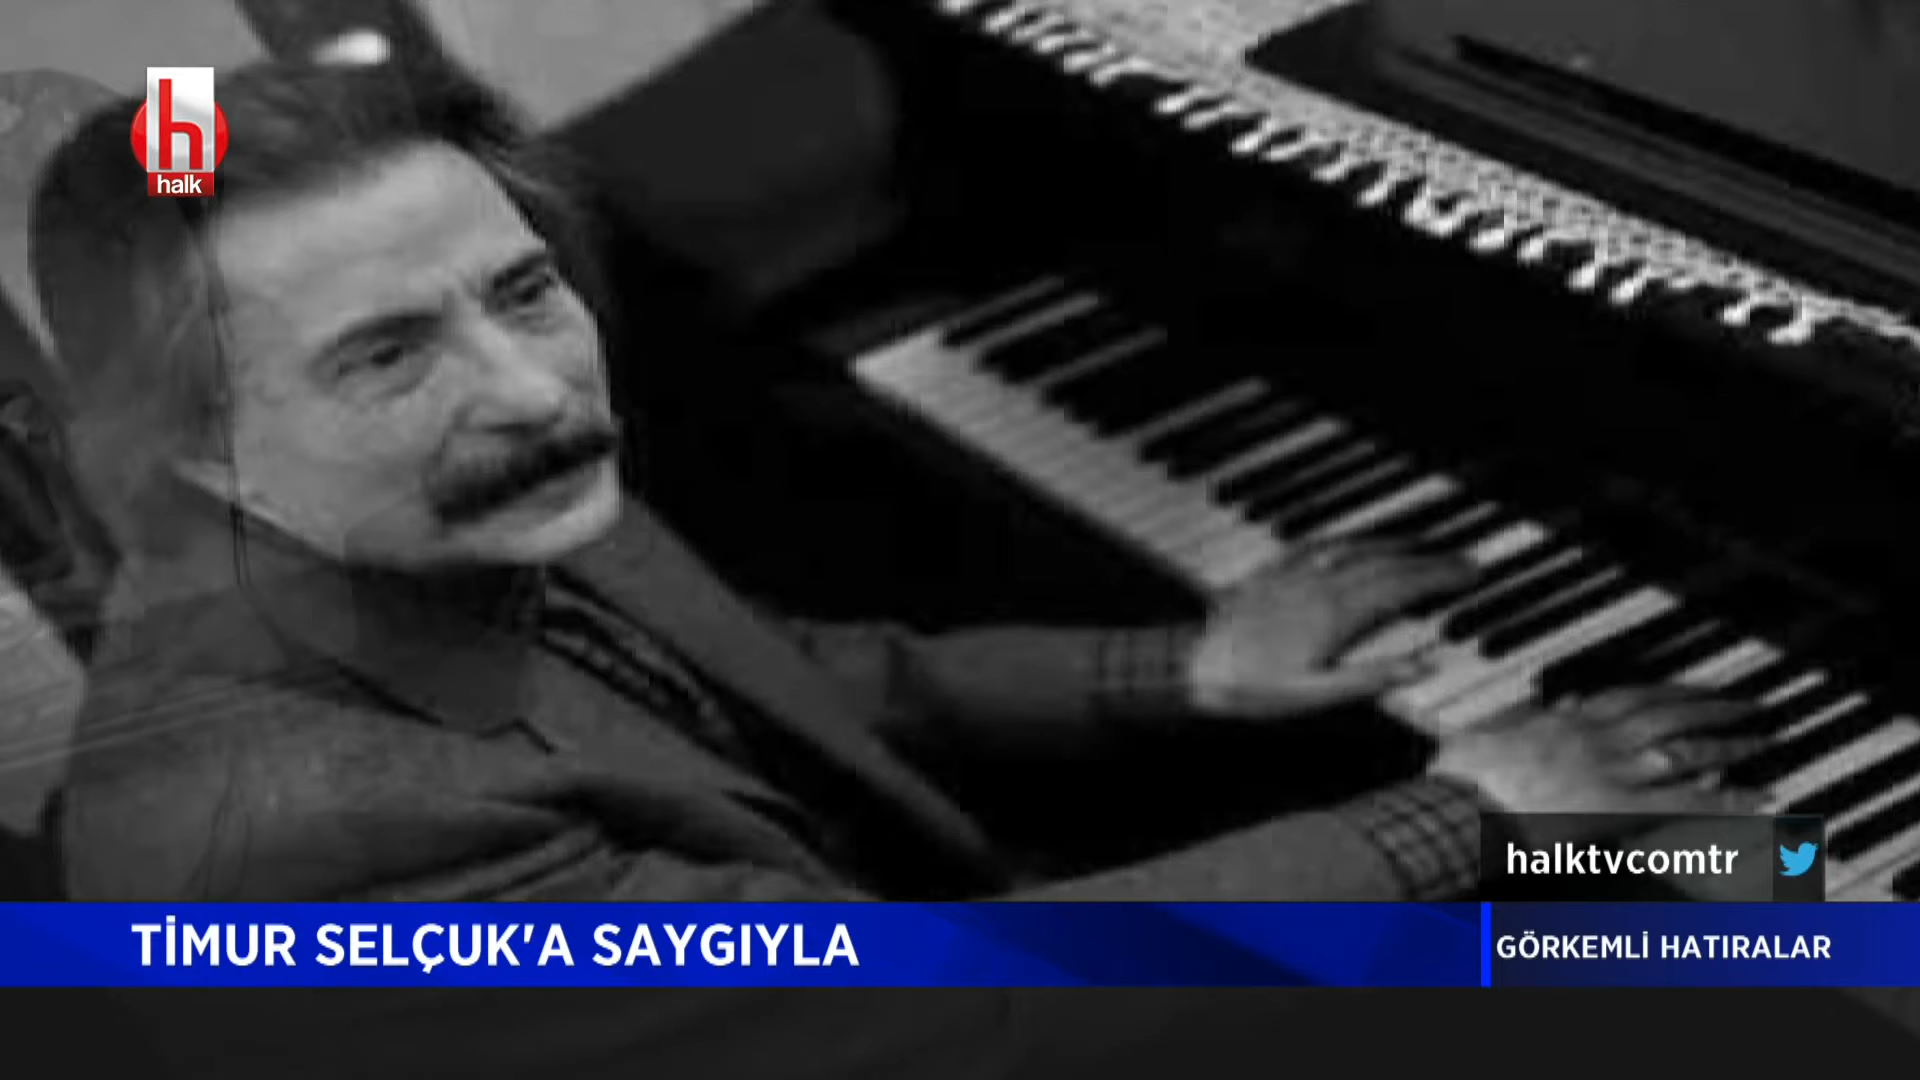 h
halk
halktvcomtr
TİMUR SELÇUK'A SAYGIYLA
GÖRKEMLİ HATIRALAR